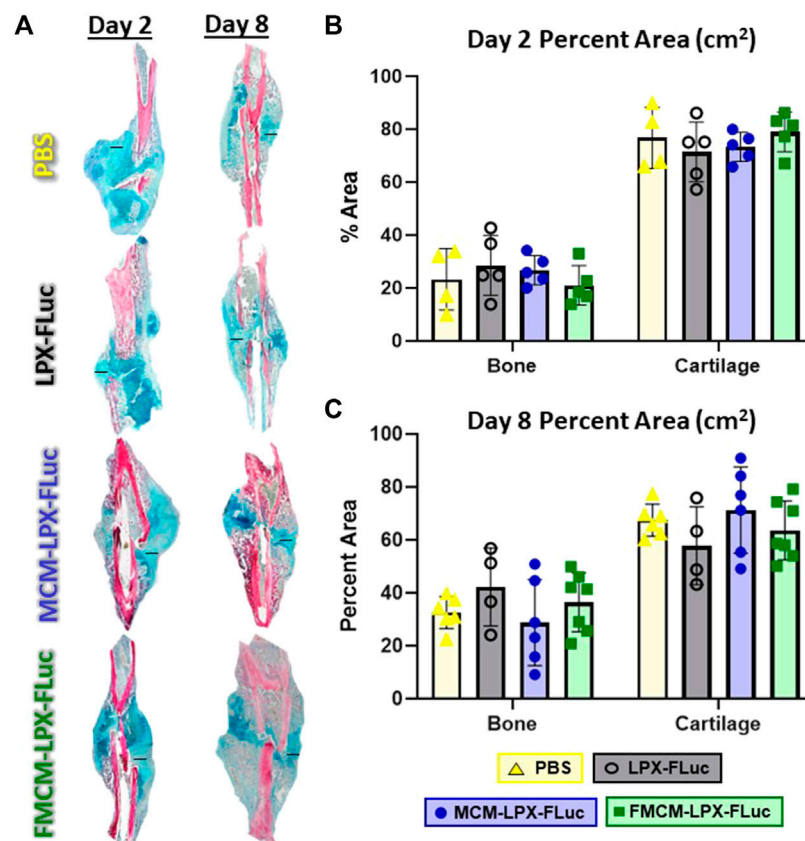 A
Day 2
Day 8
PBS
LPX-FLuc
MCM-LPX-FLuc
FMCM-LPX-FLuc
B
Day 2 Percent Area (cm²)
% Area
100
80
60
40
20
0
Bone
Cartilage
C
Day 8 Percent Area (cm²)
Percent Area
100
80
60
40
20
0
Bone
Cartilage
PBS
LPX-FLuc
MCM-LPX-FLuc
FMCM-LPX-FLuc